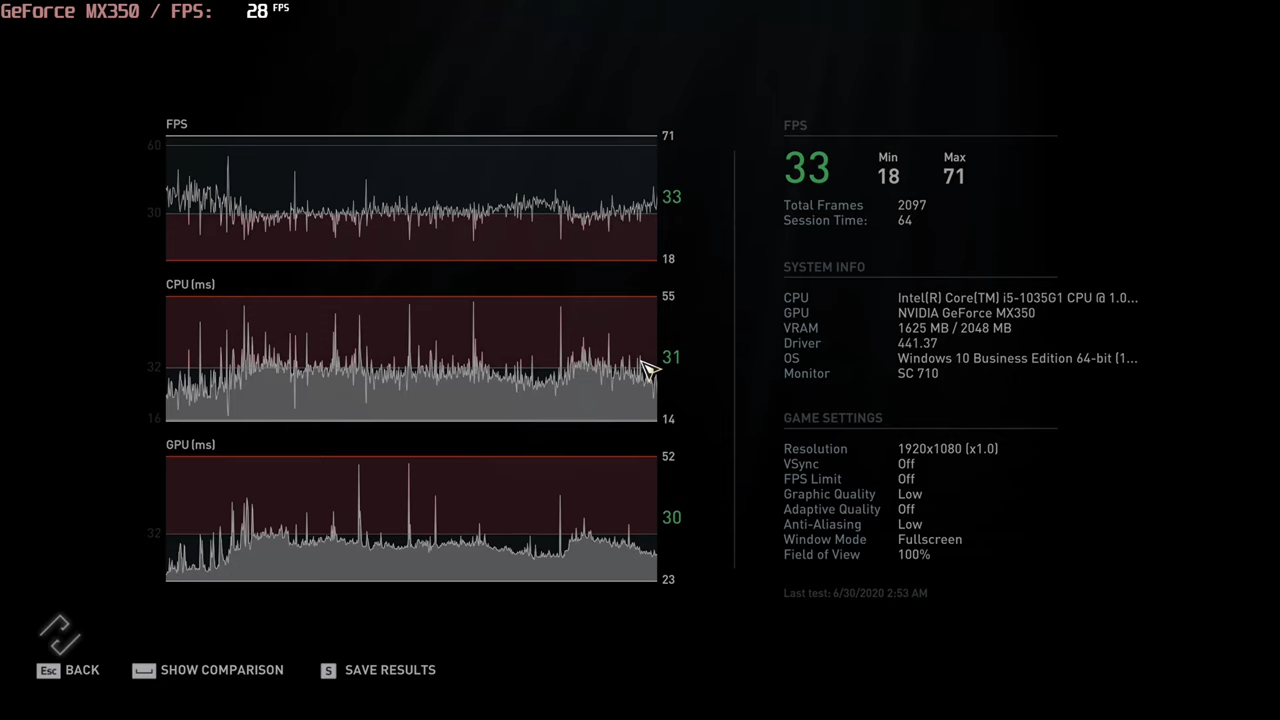 GeForce MX350 / FPS: 28 FPS
FPS
71
60
33
30
18
CPU (ms)
55
31
32
16
14
GPU (ms)
52
30
32
23
FPS
33
Min
18
Max
71
Total Frames 2097
Session Time: 64
SYSTEM INFO
CPU Intel(R) Core(TM) i5-1035G1 CPU @ 1.0...
GPU NVIDIA GeForce MX350
VRAM 1625 MB / 2048 MB
Driver 441.37
OS Windows 10 Business Edition 64-bit (1...
Monitor SC 710
GAME SETTINGS
Resolution 1920x1080 (x1.0)
VSync Off
FPS Limit Off
Graphic Quality Low
Adaptive Quality Off
Anti-Aliasing Low
Window Mode Fullscreen
Field of View 100%
Last test: 6/30/2020 2:53 AM
Esc BACK
SHOW COMPARISON
S SAVE RESULTS